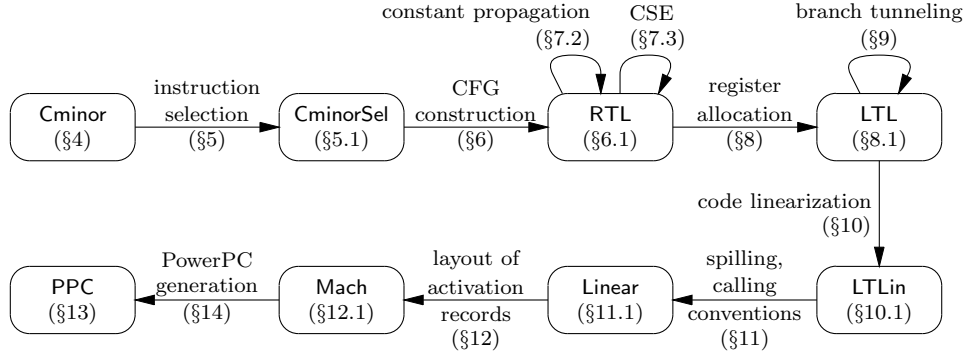 constant propagation
(§7.2)
CSE
(§7.3)
branch tunneling
(§9)
Cminor
(§4)
instruction
selection
(§5)
CminorSel
(§5.1)
CFG
construction
(§6)
RTL
(§6.1)
register
allocation
(§8)
LTL
(§8.1)
code linearization
(§10)
PPC
(§13)
PowerPC
generation
(§14)
Mach
(§12.1)
layout of
activation
records
(§12)
Linear
(§11.1)
spilling,
calling
conventions
(§11)
LTLin
(§10.1)